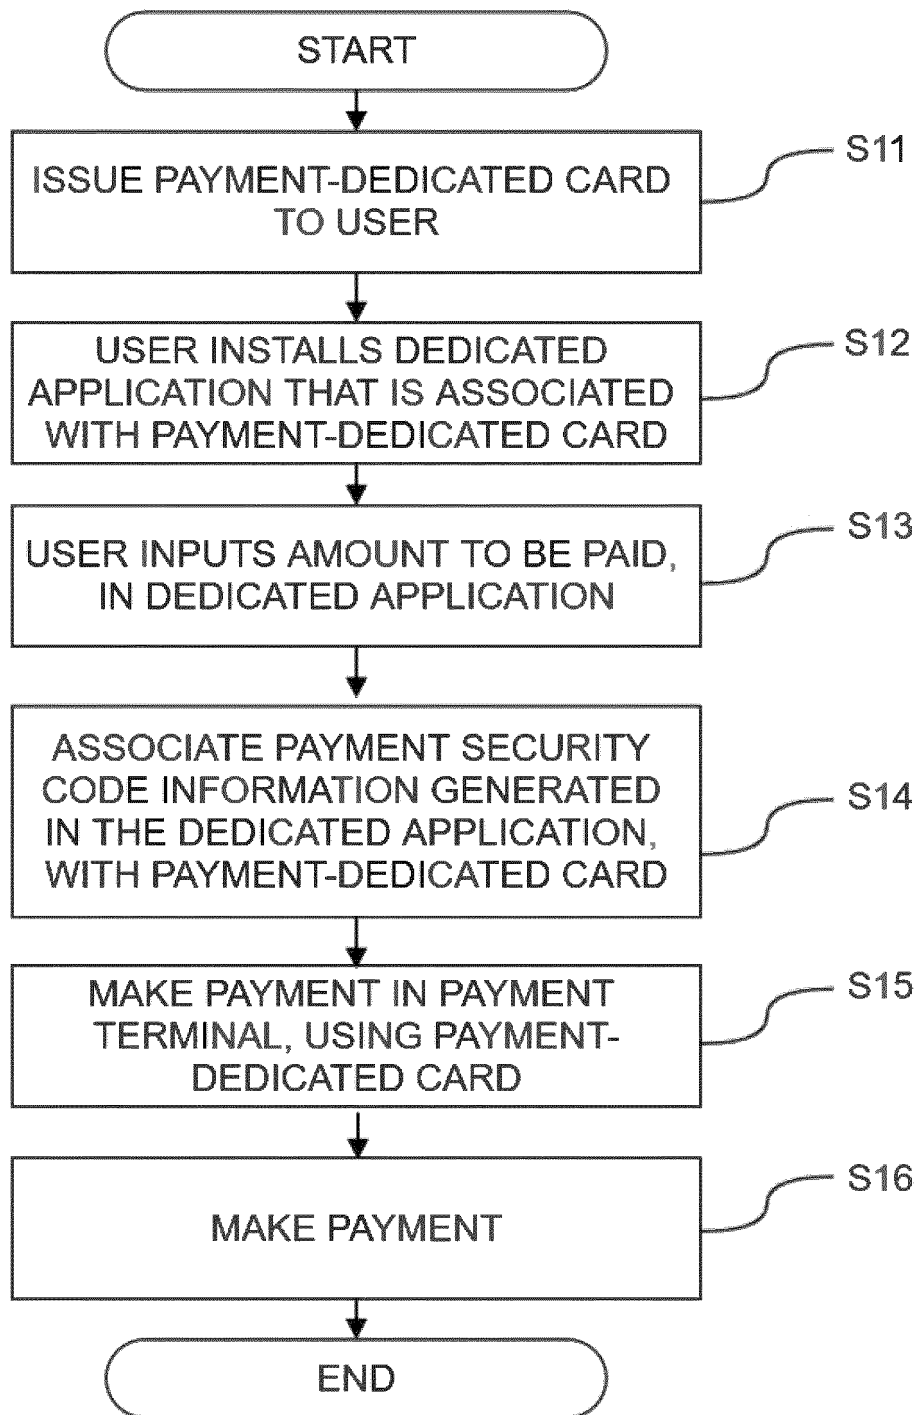 START
ISSUE PAYMENT-DEDICATED CARD
TO USER
S11
USER INSTALLS DEDICATED
APPLICATION THAT IS ASSOCIATED
WITH PAYMENT-DEDICATED CARD
S12
USER INPUTS AMOUNT TO BE PAID,
IN DEDICATED APPLICATION
S13
ASSOCIATE PAYMENT SECURITY
CODE INFORMATION GENERATED
IN THE DEDICATED APPLICATION,
WITH PAYMENT-DEDICATED CARD
S14
MAKE PAYMENT IN PAYMENT
TERMINAL, USING PAYMENT-
DEDICATED CARD
S15
MAKE PAYMENT
S16
END